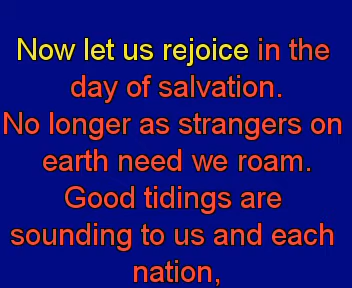 Now let us rejoice in the
day of salvation.
No longer as strangers on
earth need we roam.
Good tidings are
sounding to us and each
nation,